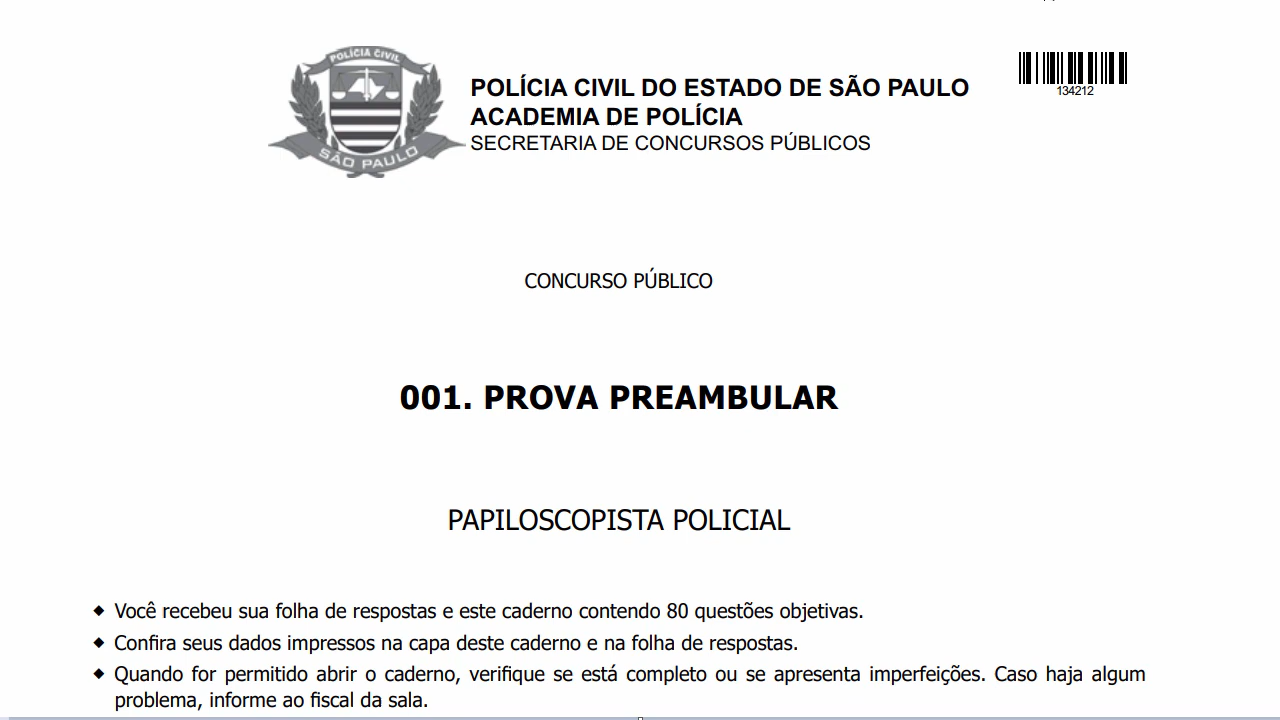 POLÍCIA CIVIL
SÃO PAULO
POLÍCIA CIVIL DO ESTADO DE SÃO PAULO
ACADEMIA DE POLÍCIA
SECRETARIA DE CONCURSOS PÚBLICOS
134212
CONCURSO PÚBLICO
001. PROVA PREAMBULAR
PAPILOSCOPISTA POLICIAL
◆ Você recebeu sua folha de respostas e este caderno contendo 80 questões objetivas.
◆ Confira seus dados impressos na capa deste caderno e na folha de respostas.
◆ Quando for permitido abrir o caderno, verifique se está completo ou se apresenta imperfeições. Caso haja algum
problema, informe ao fiscal da sala.